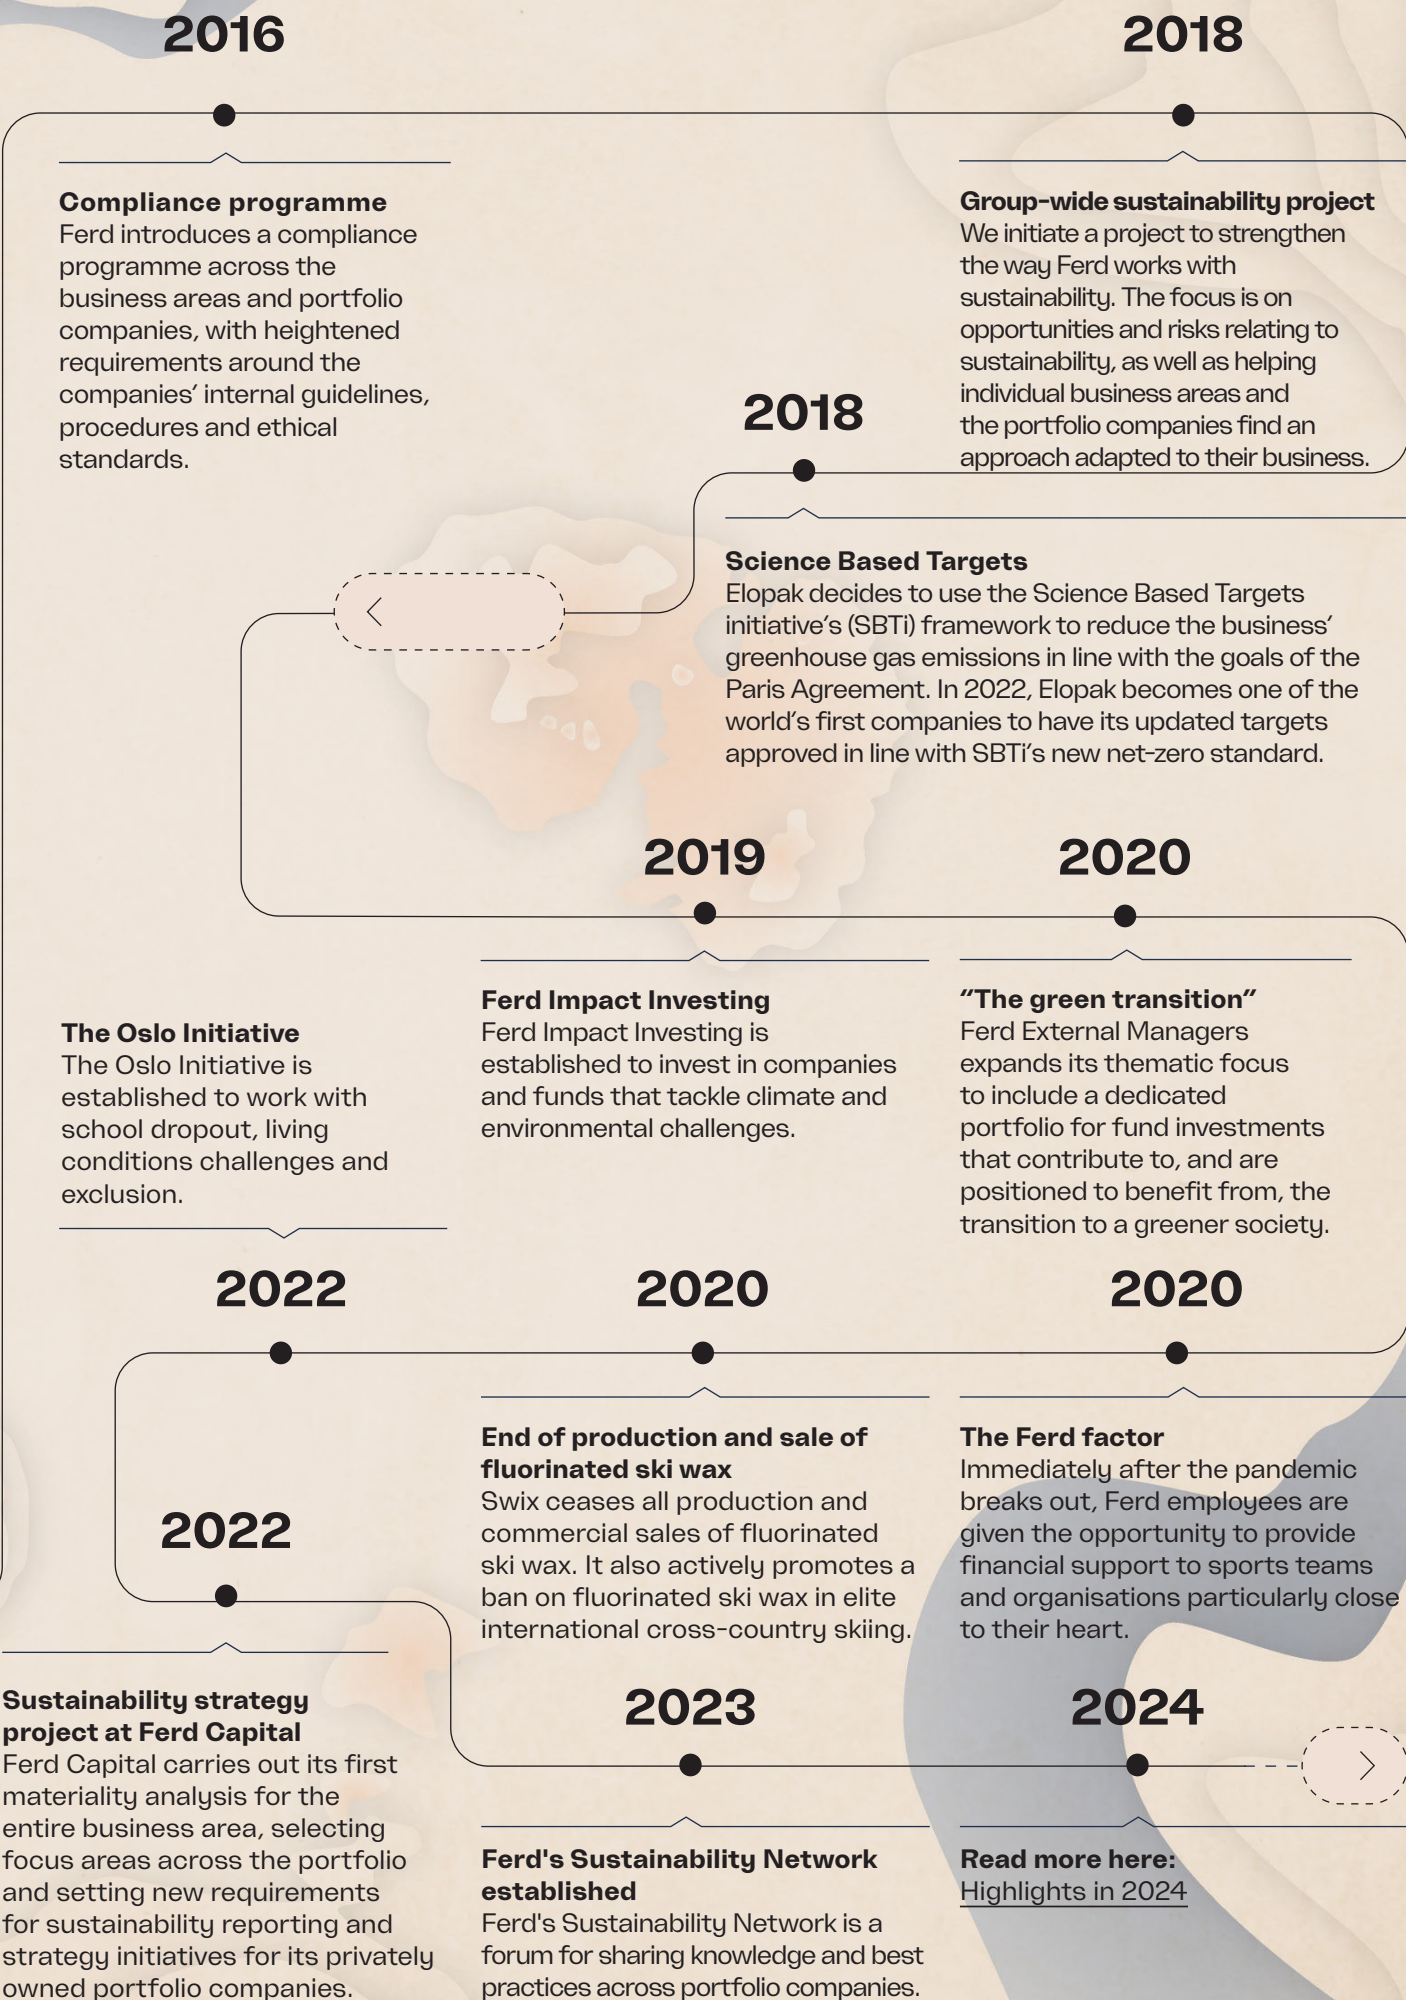 2016
Compliance programme
Ferd introduces a compliance
programme across the
business areas and portfolio
companies, with heightened
requirements around the
companies’ internal guidelines,
procedures and ethical
standards.
2018
Group-wide sustainability project
We initiate a project to strengthen
the way Ferd works with
sustainability. The focus is on
opportunities and risks relating to
sustainability, as well as helping
individual business areas and
the portfolio companies find an
approach adapted to their business.
2018
Science Based Targets
Elopak decides to use the Science Based Targets
initiative’s (SBTi) framework to reduce the business’
greenhouse gas emissions in line with the goals of the
Paris Agreement. In 2022, Elopak becomes one of the
world’s first companies to have its updated targets
approved in line with SBTi’s new net-zero standard.
2019
Ferd Impact Investing
Ferd Impact Investing is
established to invest in companies
and funds that tackle climate and
environmental challenges.
2020
“The green transition”
Ferd External Managers
expands its thematic focus
to include a dedicated
portfolio for fund investments
that contribute to, and are
positioned to benefit from, the
transition to a greener society.
2020
The Ferd factor
Immediately after the pandemic
breaks out, Ferd employees are
given the opportunity to provide
financial support to sports teams
and organisations particularly close
to their heart.
2020
End of production and sale of
fluorinated ski wax
Swix ceases all production and
commercial sales of fluorinated
ski wax. It also actively promotes a
ban on fluorinated ski wax in elite
international cross-country skiing.
The Oslo Initiative
The Oslo Initiative is
established to work with
school dropout, living
conditions challenges and
exclusion.
2022
2022
Sustainability strategy
project at Ferd Capital
Ferd Capital carries out its first
materiality analysis for the
entire business area, selecting
focus areas across the portfolio
and setting new requirements
for sustainability reporting and
strategy initiatives for its privately
owned portfolio companies.
2023
Ferd's Sustainability Network
established
Ferd's Sustainability Network is a
forum for sharing knowledge and best
practices across portfolio companies.
2024
Read more here:
Highlights in 2024